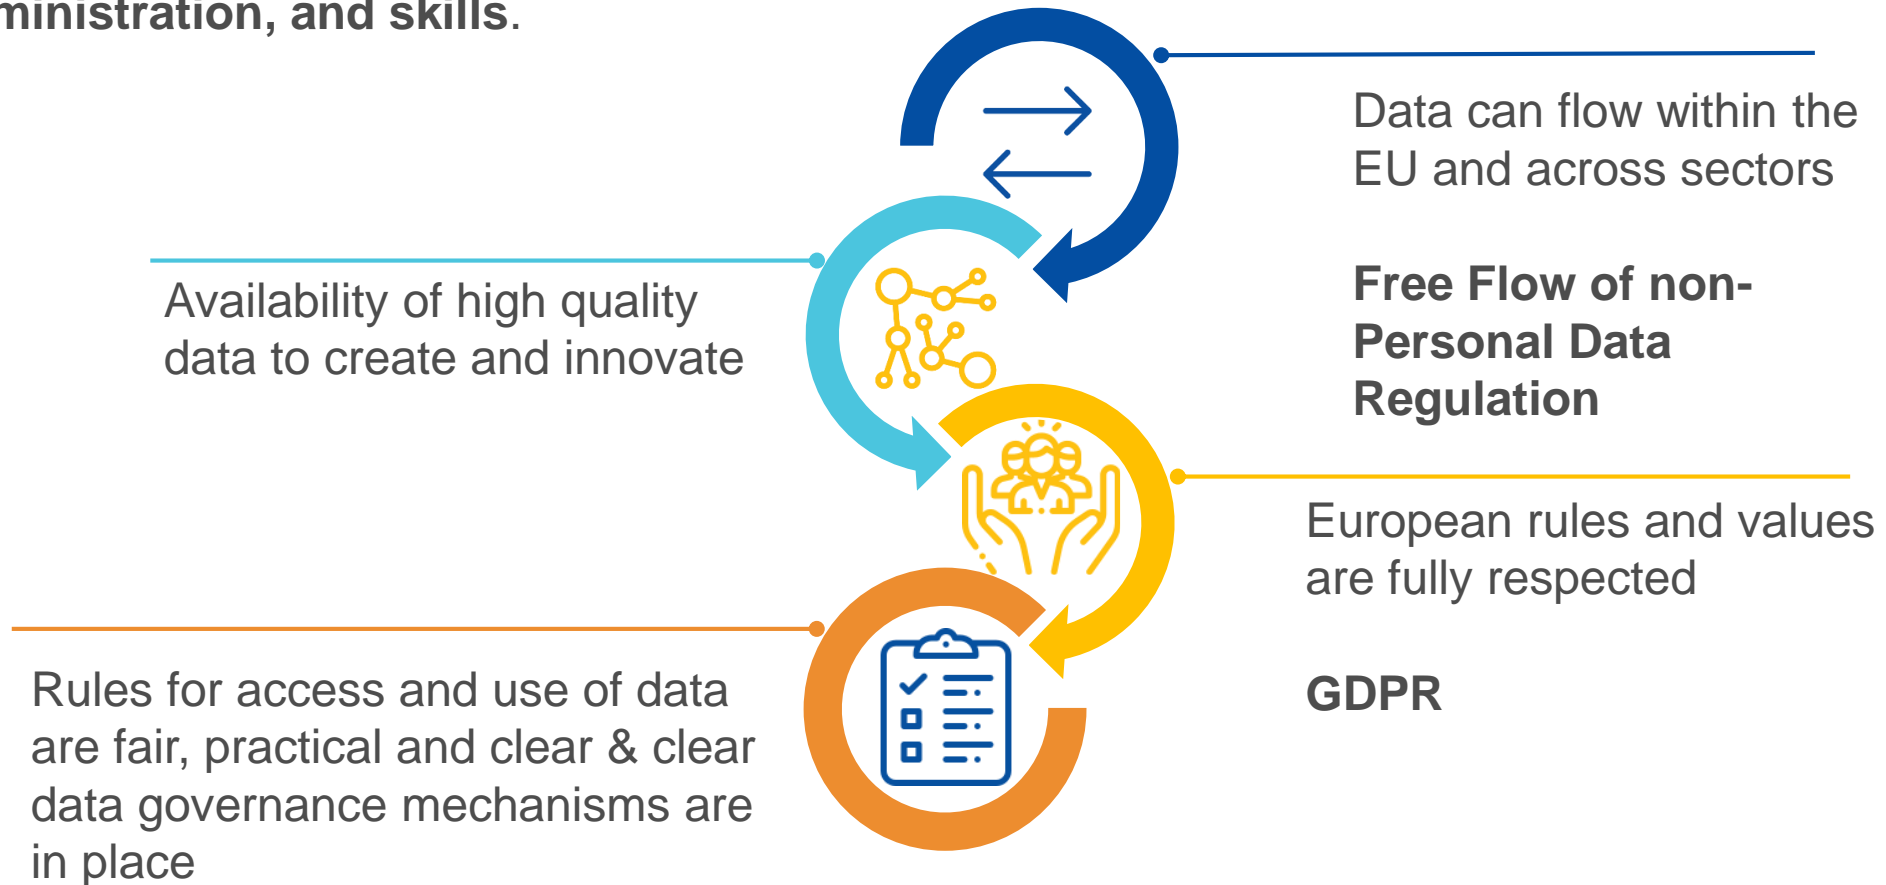 ministration, and skills.
Data can flow within the
EU and across sectors
Free Flow of non-
Personal Data
Regulation
Availability of high quality
data to create and innovate
European rules and values
are fully respected
GDPR
Rules for access and use of data
are fair, practical and clear & clear
data governance mechanisms are
in place